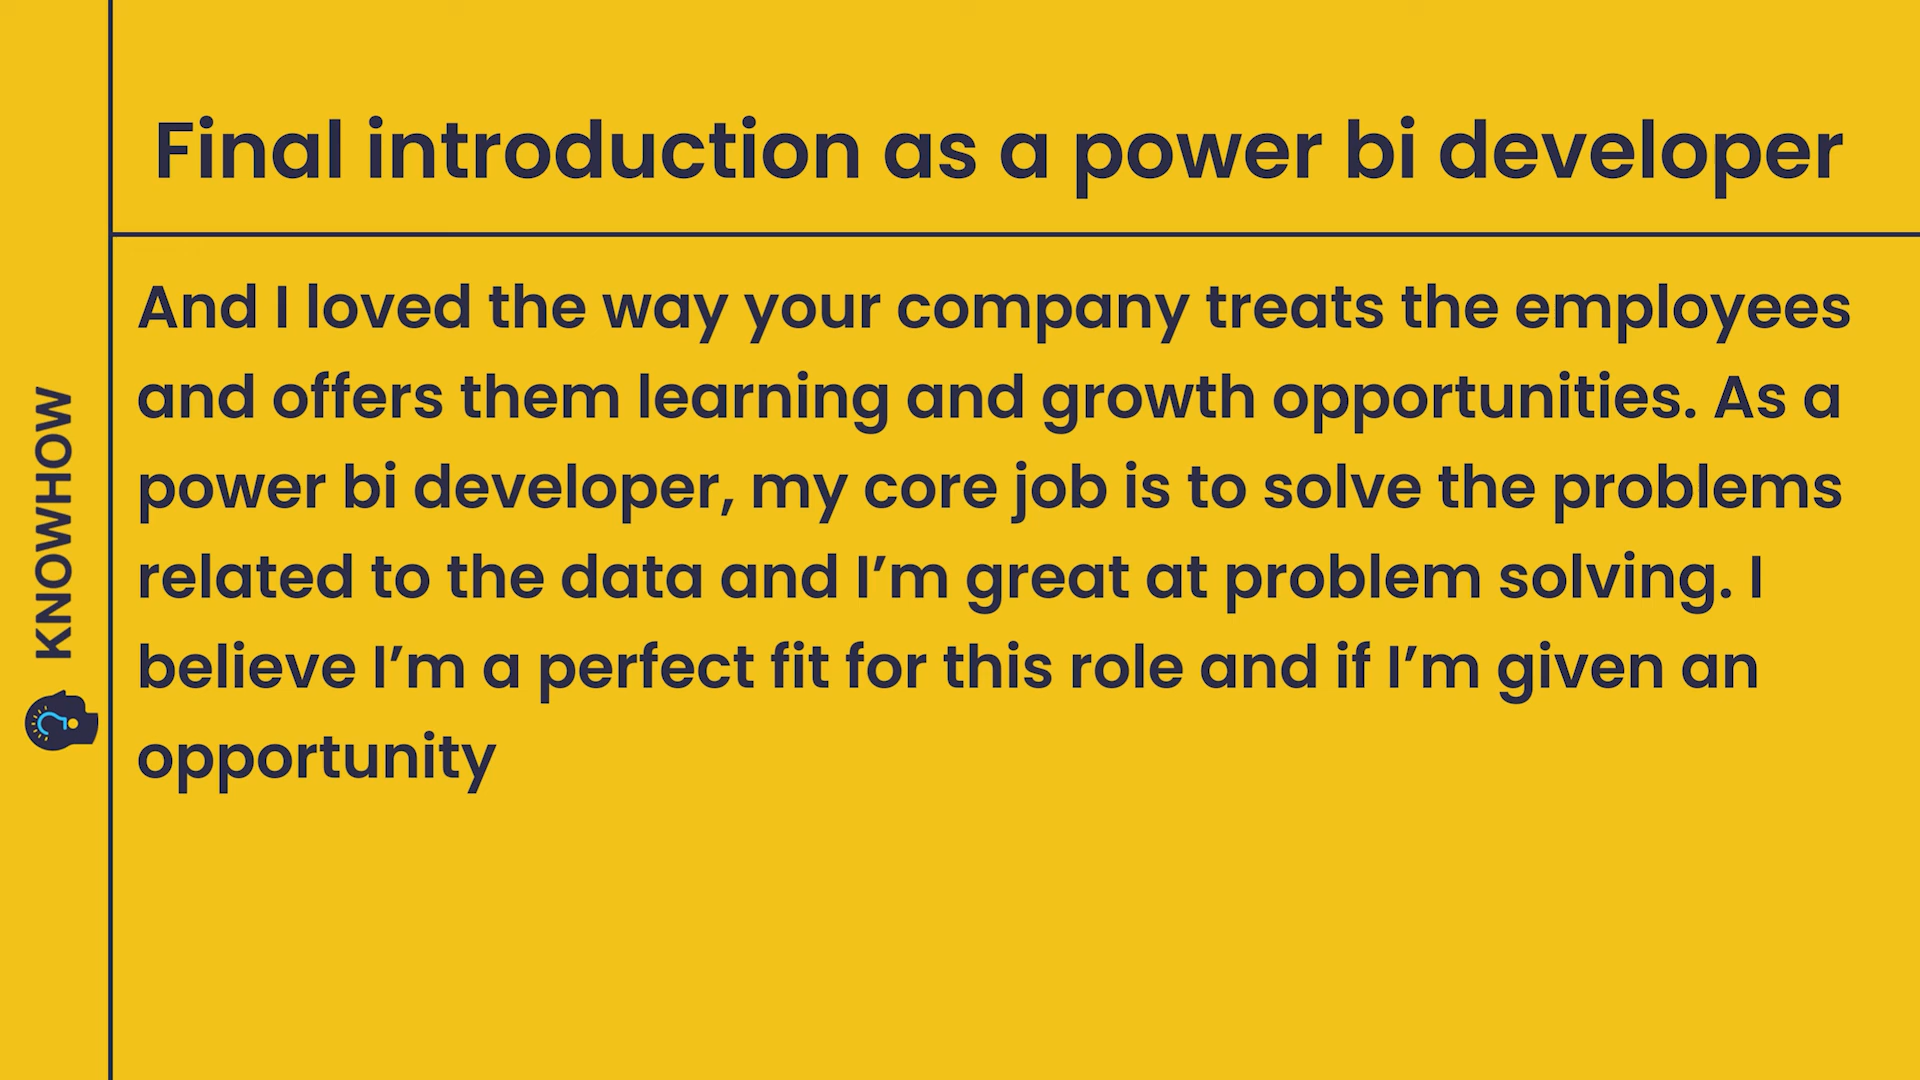 Final introduction as a power bi developer
And I loved the way your company treats the employees
and offers them learning and growth opportunities. As a
power bi developer, my core job is to solve the problems
related to the data and I’m great at problem solving. I
believe I’m a perfect fit for this role and if I’m given an
opportunity
KNOWHOW